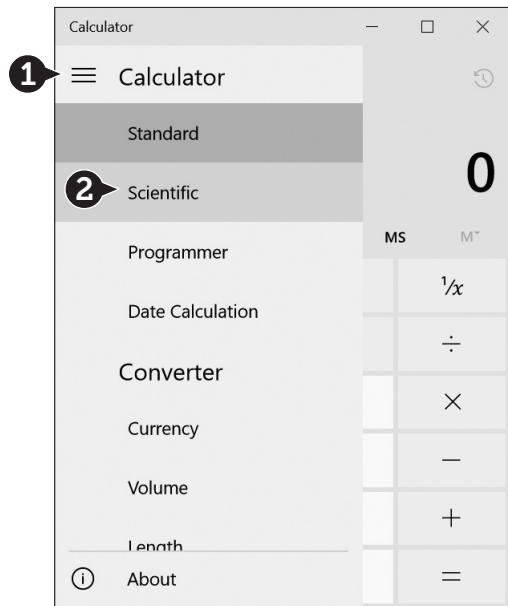 Calculator
1
Calculator
Standard
0
2
Scientific
MS M
Programmer
1/x
Date Calculation
÷
Converter
×
Currency
−
Volume
+
Length
About
=